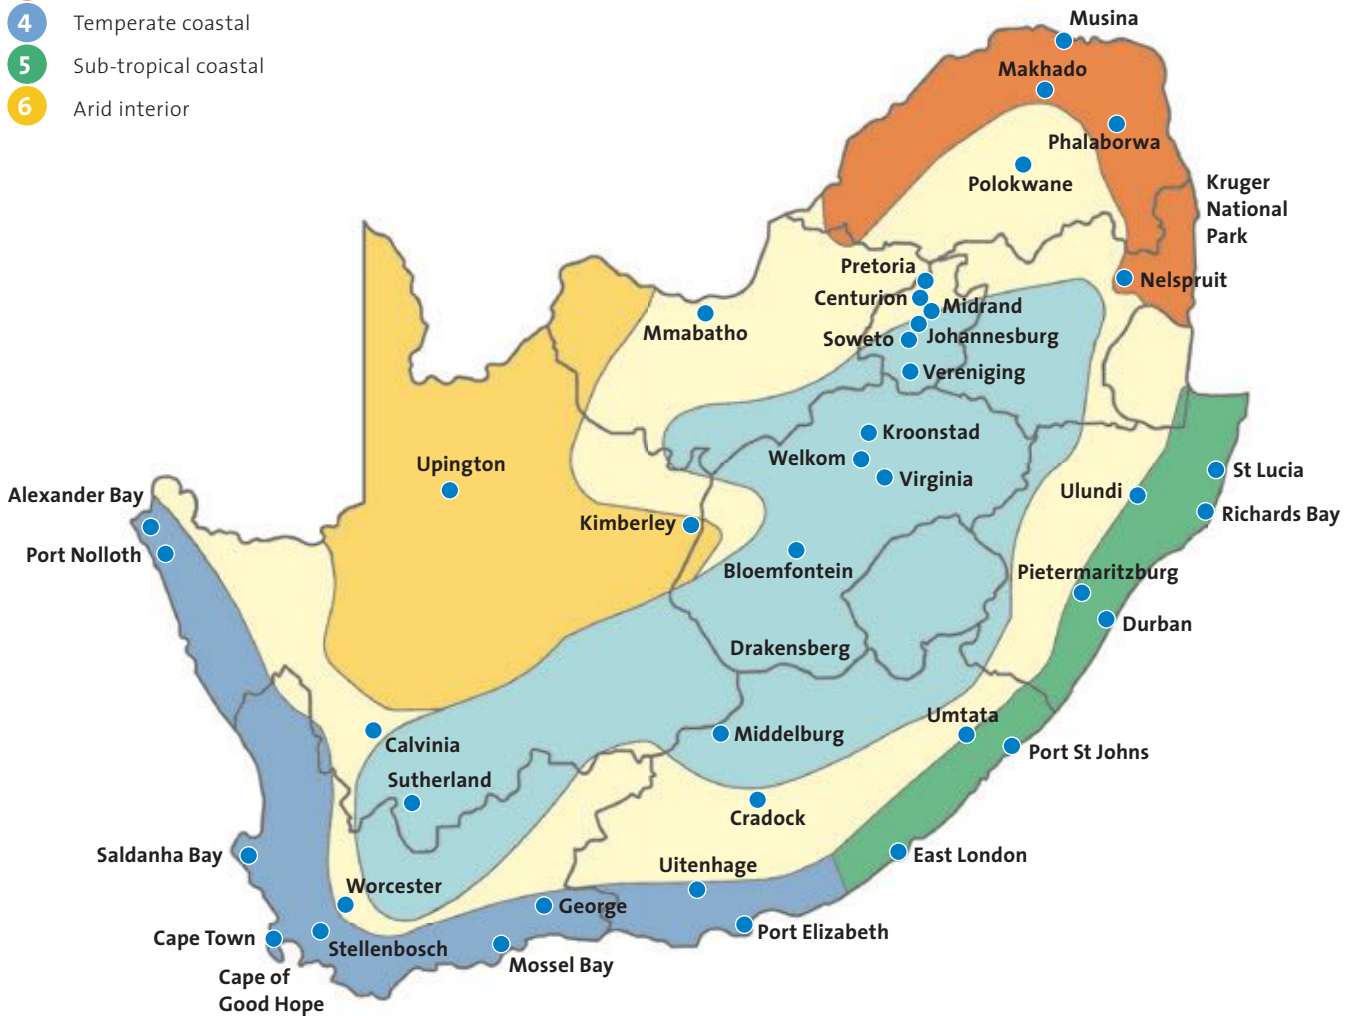 4 Temperate coastal
5 Sub-tropical coastal
6 Arid interior
Musina
Makhado
Phalaborwa
Polokwane
Kruger
National
Park
Pretoria
Nelspruit
Centurion
Midrand
Mmabatho
Soweto
Johannesburg
Vereniging
Kroonstad
Welkom
Upington
Virginia
St Lucia
Ulundi
Alexander Bay
Richards Bay
Kimberley
Port Nolloth
Bloemfontein
Pietermaritzburg
Durban
Drakensberg
Umtata
Middelburg
Calvinia
Port St Johns
Sutherland
Cradock
Saldanha Bay
East London
Uitenhage
Worcester
George
Port Elizabeth
Cape Town
Stellenbosch
Mossel Bay
Cape of
Good Hope